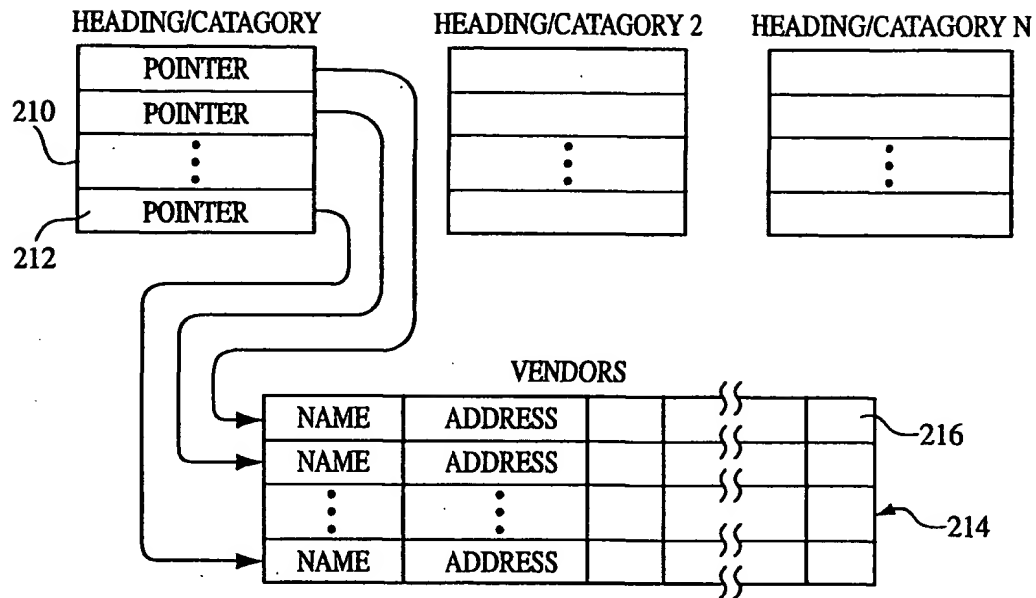 HEADING/CATAGORY
HEADING/CATAGORY 2
HEADING/CATAGORY N
POINTER
POINTER
POINTER
210
212
VENDORS
NAME ADDRESS
NAME ADDRESS
NAME ADDRESS
216
214